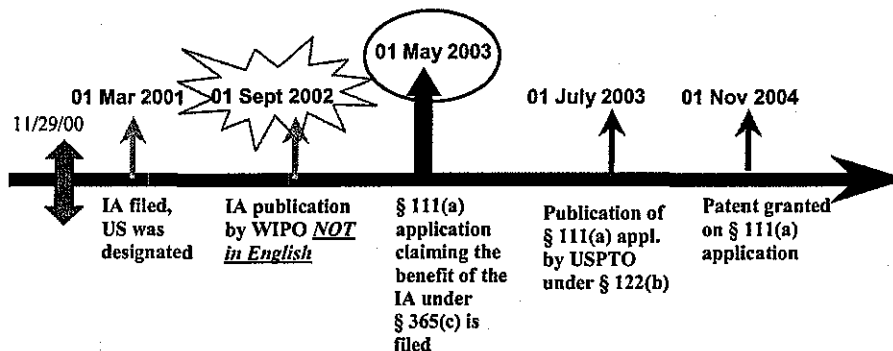 01 May 2003
01 Mar 2001
01 Sept 2002
01 July 2003
01 Nov 2004
11/29/00
IA filed,
US was
designated
IA publication
by WIPO NOT
in English
§ 111(a)
application
claiming the
benefit of the
IA under
§ 365(c) is
filed
Publication of
§ 111(a) appl.
by USPTO
under § 122(b)
Patent granted
on § 111(a)
application